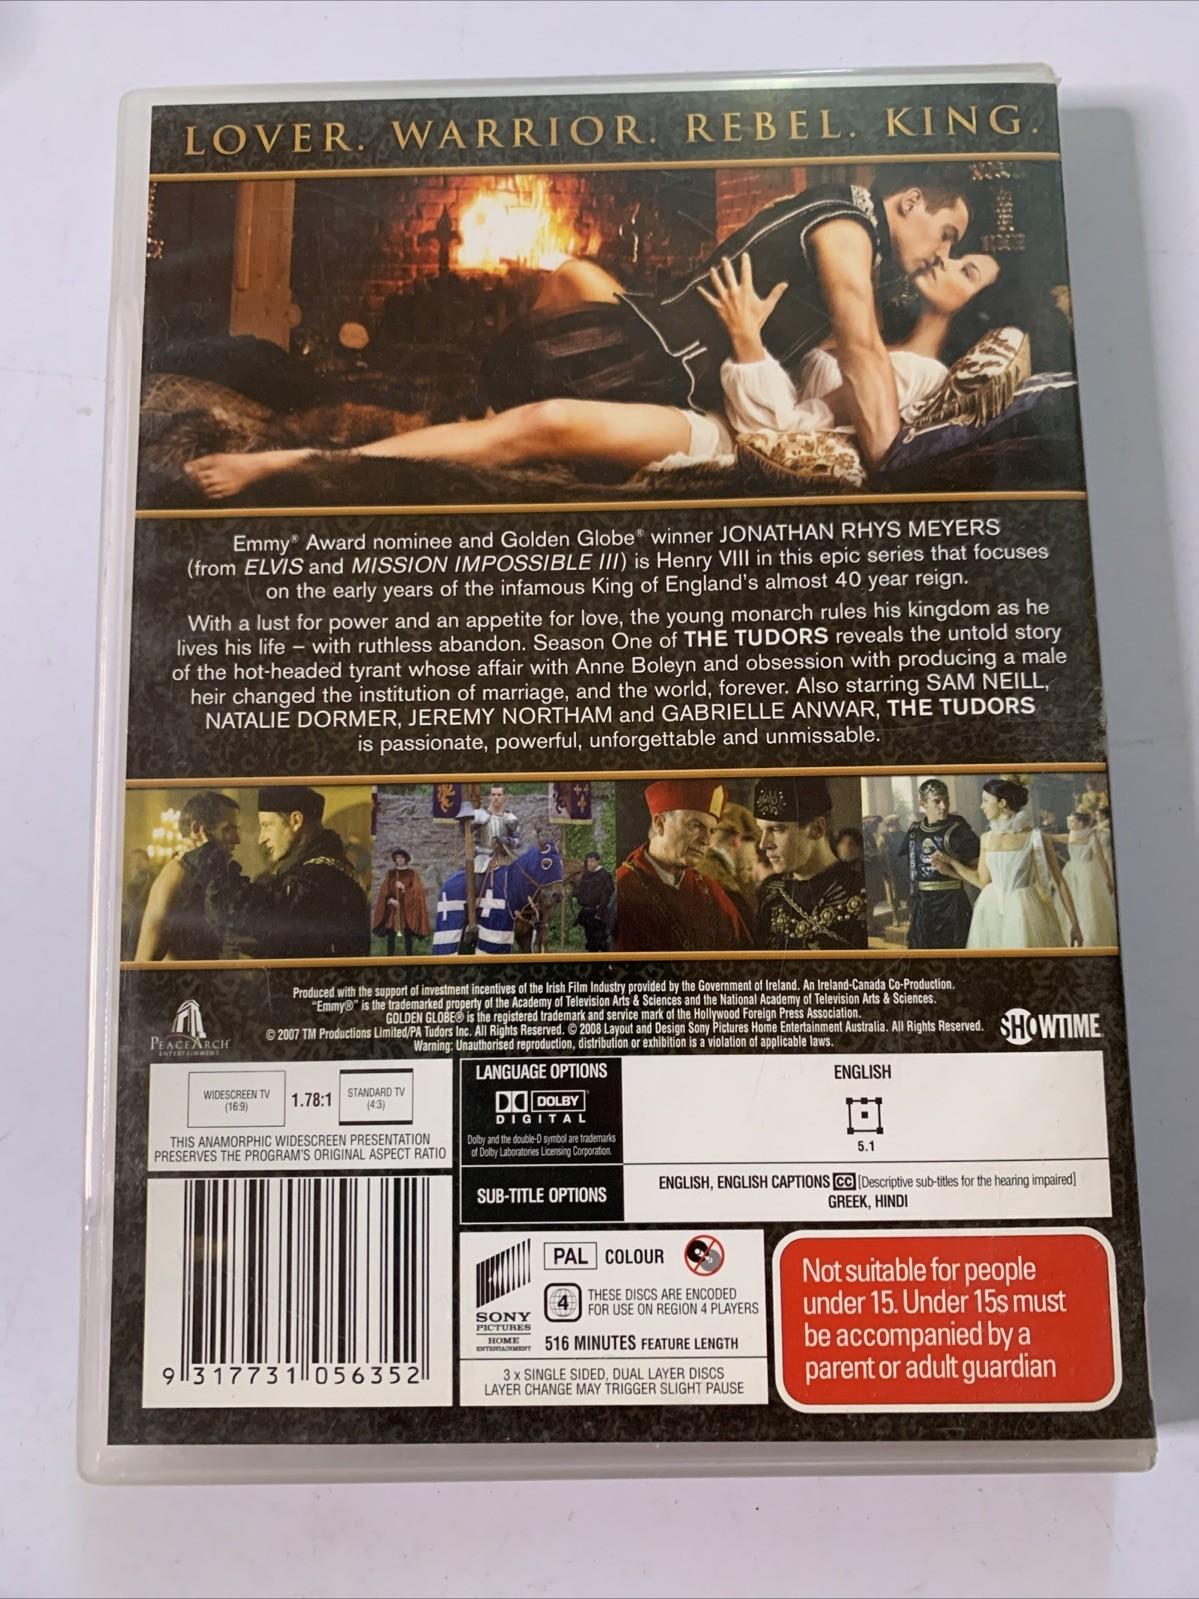 LOVER. WARRIOR. REBEL. KING.
Emmy® Award nominee and Golden Globe® winner JONATHAN RHYS MEYERS
(from ELVIS and MISSION IMPOSSIBLE III) is Henry VIII in this epic series that focuses
on the early years of the infamous King of England's almost 40 year reign.
With a lust for power and an appetite for love, the young monarch rules his kingdom as he
lives his life – with ruthless abandon. Season One of THE TUDORS reveals the untold story
of the hot-headed tyrant whose affair with Anne Boleyn and obsession with producing a male
heir changed the institution of marriage, and the world, forever. Also starring SAM NEILL,
NATALIE DORMER, JEREMY NORTHAM and GABRIELLE ANWAR, THE TUDORS
is passionate, powerful, unforgettable and unmissable.
Produced with the support of investment incentives of the Irish Film Industry provided by the Government of Ireland. An Ireland-Canada Co-Production.
"Emmy®" is the trademarked property of the Academy of Television Arts & Sciences and the National Academy of Television Arts & Sciences.
GOLDEN GLOBE® is the registered trademark and service mark of the Hollywood Foreign Press Association.
© 2007 TM Productions Limited/PA Tudors Inc. All Rights Reserved. © 2008 Layout and Design Sony Pictures Home Entertainment Australia. All Rights Reserved.
Warning: Unauthorised reproduction, distribution or exhibition is a violation of applicable laws.
PEACEARCH
ENTERTAINMENT
SHOWTIME
WIDESCREEN TV
(16:9)
1.78:1
STANDARD TV
(4:3)
THIS ANAMORPHIC WIDESCREEN PRESENTATION
PRESERVES THE PROGRAM'S ORIGINAL ASPECT RATIO
LANGUAGE OPTIONS
DOLBY
DIGITAL
Dolby and the double-D symbol are trademarks
of Dolby Laboratories Licensing Corporation.
ENGLISH
5.1
SUB-TITLE OPTIONS
ENGLISH, ENGLISH CAPTIONS CC [Descriptive sub-titles for the hearing impaired]
GREEK, HINDI
9 317731 056352
SONY
PICTURES
HOME
ENTERTAINMENT
PAL COLOUR
4
THESE DISCS ARE ENCODED
FOR USE ON REGION 4 PLAYERS
516 MINUTES FEATURE LENGTH
3 x SINGLE SIDED, DUAL LAYER DISCS
LAYER CHANGE MAY TRIGGER SLIGHT PAUSE
Not suitable for people
under 15. Under 15s must
be accompanied by a
parent or adult guardian